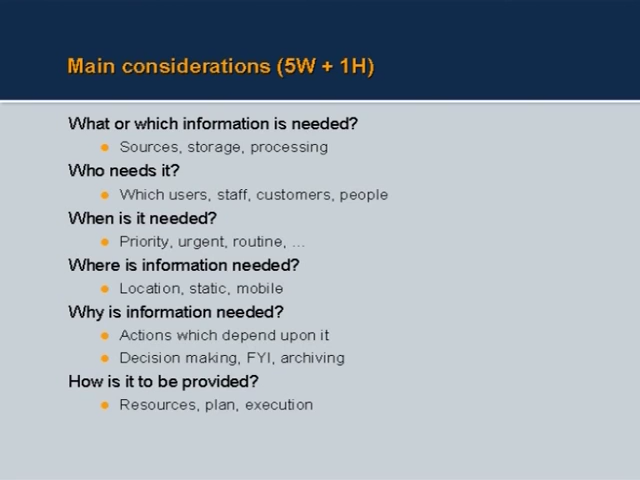 Main considerations (5W + 1H)
What or which information is needed?
Sources, storage, processing
Who needs it?
Which users, staff, customers, people
When is it needed?
Priority, urgent, routine, ...
Where is information needed?
Location, static, mobile
Why is information needed?
Actions which depend upon it
Decision making, FYI, archiving
How is it to be provided?
Resources, plan, execution